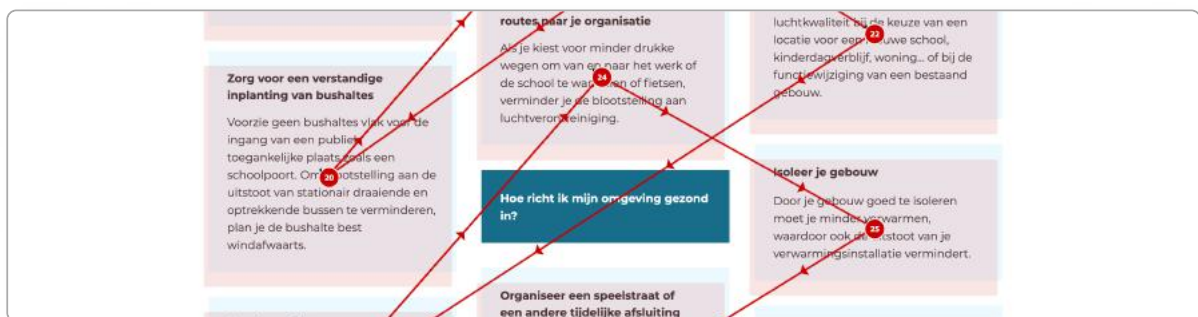 Zorg voor een verstandige
inplanting van bushaltes
Voorzie geen bushaltes vlak voor de
ingang van een publiek
toegankelijke plaats zoals een
schoolpoort. Om blootstelling aan de
uitstoot van stationair draaiende en
optrekkende bussen te verminderen,
plan je de bushalte best
windafwaarts.
routes naar je organisatie
Als je kiest voor minder drukke
wegen om van en naar het werk of
de school te wandelen of fietsen,
verminder je de blootstelling aan
luchtverontreiniging.
Hoe richt ik mijn omgeving gezond
in?
Organiseer een speelstraat of
een andere tijdelijke afsluiting
luchtkwaliteit bij de keuze van een
locatie voor een nieuwe school,
kinderdagverblijf, woning... of bij de
functiewijziging van een bestaand
gebouw.
Isoleer je gebouw
Door je gebouw goed te isoleren
moet je minder verwarmen,
waardoor ook de uitstoot van je
verwarmingsinstallatie vermindert.
20
24
22
25